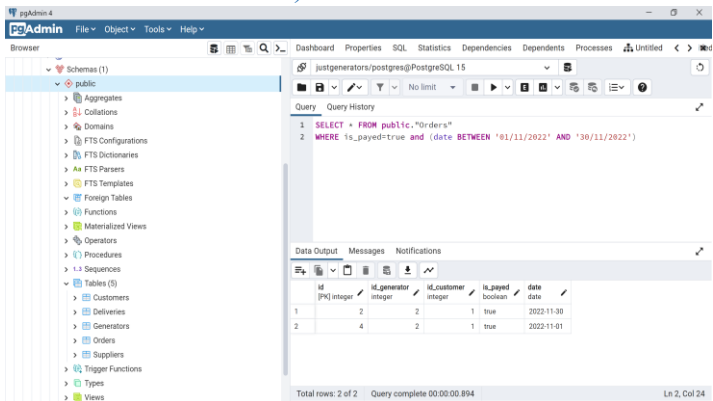 pgAdmin 4
PgAdmin File Object Tools Help
Browser
Dashboard Properties SQL Statistics Dependencies Dependents Processes Untitled
Schemas (1)
public
Aggregates
Collations
Domains
FTS Configurations
FTS Dictionaries
Aa FTS Parsers
FTS Templates
Foreign Tables
Functions
Materialized Views
Operators
Procedures
1..3 Sequences
Tables (5)
Customers
Deliveries
Generators
Orders
Suppliers
Trigger Functions
Types
Views
justgenerators/postgres@PostgreSQL 15
No limit
Query Query History
1 SELECT * FROM public."Orders"
2 WHERE is_payed=true and (date BETWEEN '01/11/2022' AND '30/11/2022')
Data Output Messages Notifications
id id_generator id_customer is_payed date
[PK] integer integer integer boolean date
1 2 2 1 true 2022-11-30
2 4 2 1 true 2022-11-01
Total rows: 2 of 2 Query complete 00:00:00.894 Ln 2, Col 24